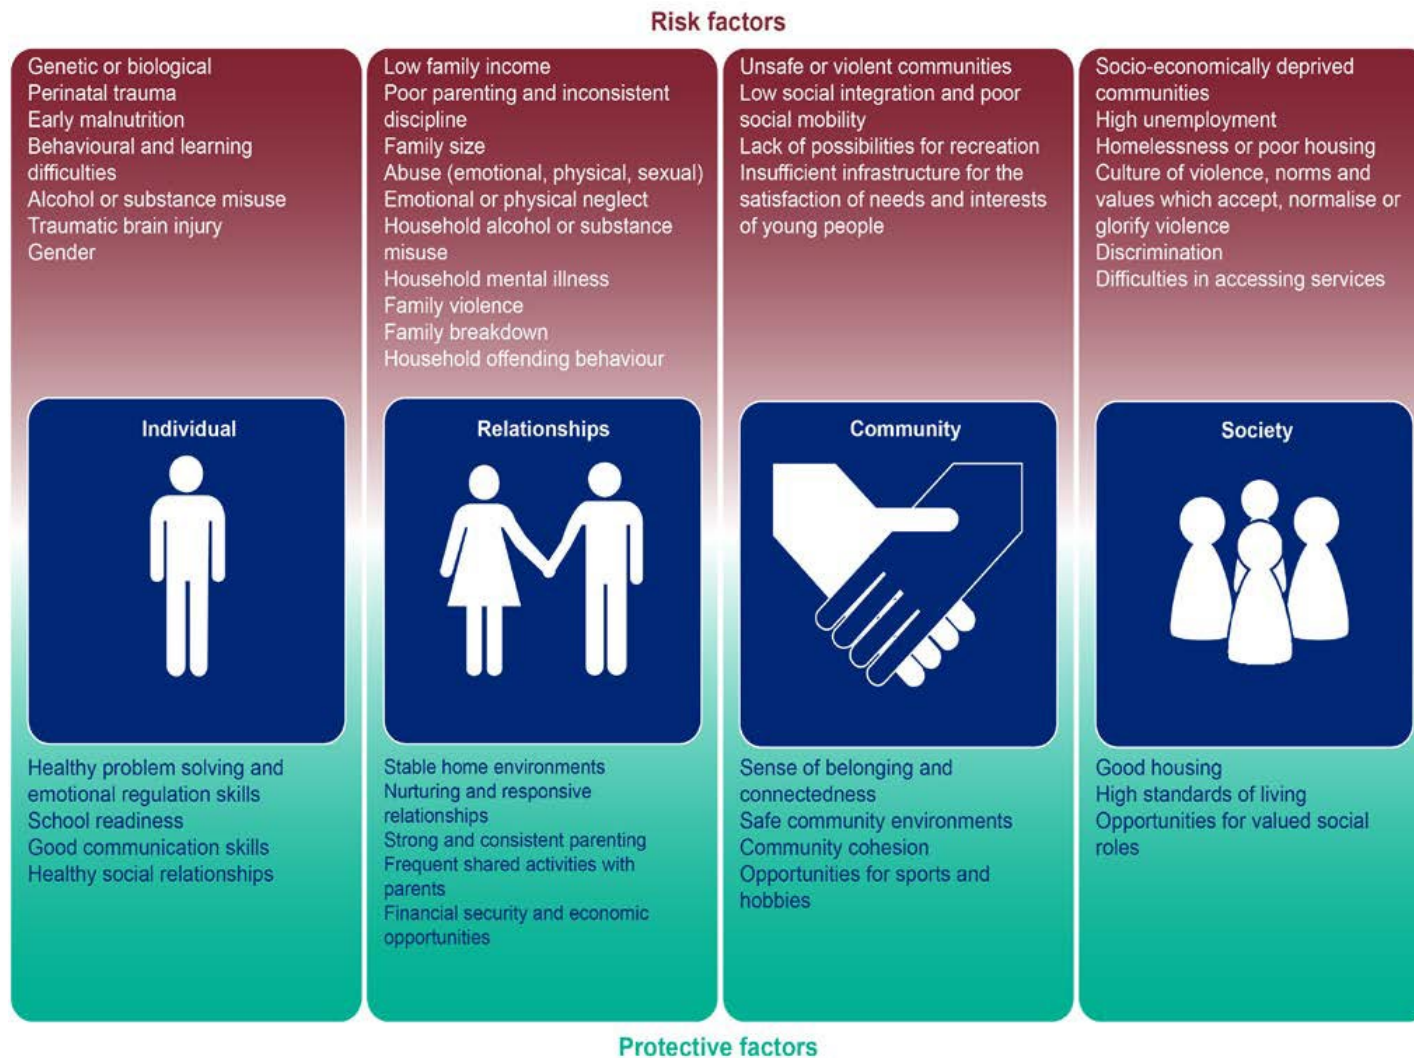 Risk factors
Genetic or biological
Perinatal trauma
Early malnutrition
Behavioural and learning
difficulties
Alcohol or substance misuse
Traumatic brain injury
Gender
Individual
Healthy problem solving and
emotional regulation skills
School readiness
Good communication skills
Healthy social relationships
Low family income
Poor parenting and inconsistent
discipline
Family size
Abuse (emotional, physical, sexual)
Emotional or physical neglect
Household alcohol or substance
misuse
Household mental illness
Family violence
Family breakdown
Household offending behaviour
Relationships
Stable home environments
Nurturing and responsive
relationships
Strong and consistent parenting
Frequent shared activities with
parents
Financial security and economic
opportunities
Unsafe or violent communities
Low social integration and poor
social mobility
Lack of possibilities for recreation
Insufficient infrastructure for the
satisfaction of needs and interests
of young people
Community
Sense of belonging and
connectedness
Safe community environments
Community cohesion
Opportunities for sports and
hobbies
Socio-economically deprived
communities
High unemployment
Homelessness or poor housing
Culture of violence, norms and
values which accept, normalise or
glorify violence
Discrimination
Difficulties in accessing services
Society
Good housing
High standards of living
Opportunities for valued social
roles
Protective factors